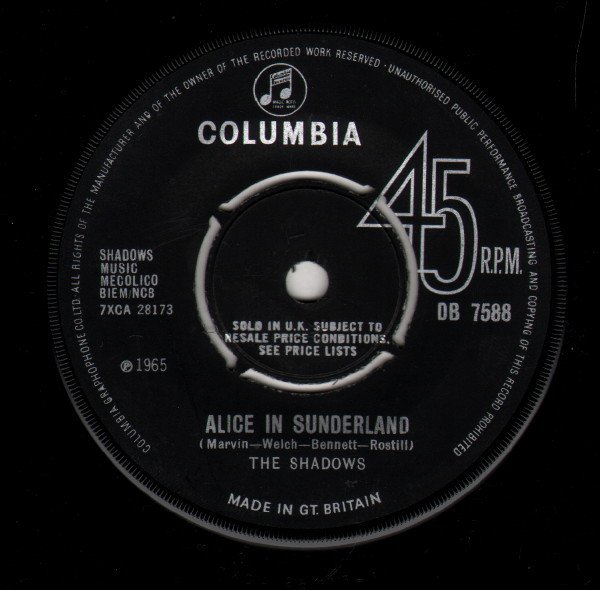 COLUMBIA GRAPHOPHONE CO. LTD. ALL RIGHTS OF THE MANUFACTURER AND OF THE OWNER OF THE RECORDED WORK RESERVED · UNAUTHORISED PUBLIC PERFORMANCE BROADCASTING AND COPYING OF THIS RECORD PROHIBITED
COLUMBIA
45
R.P.M.
DB 7588
SHADOWS
MUSIC
MECOLICO
BIEM/NCB
7XCA 28173
℗ 1965
SOLD IN U.K. SUBJECT TO
RESALE PRICE CONDITIONS,
SEE PRICE LISTS
ALICE IN SUNDERLAND
(Marvin—Welch—Bennett—Rostill)
THE SHADOWS
MADE IN GT. BRITAIN